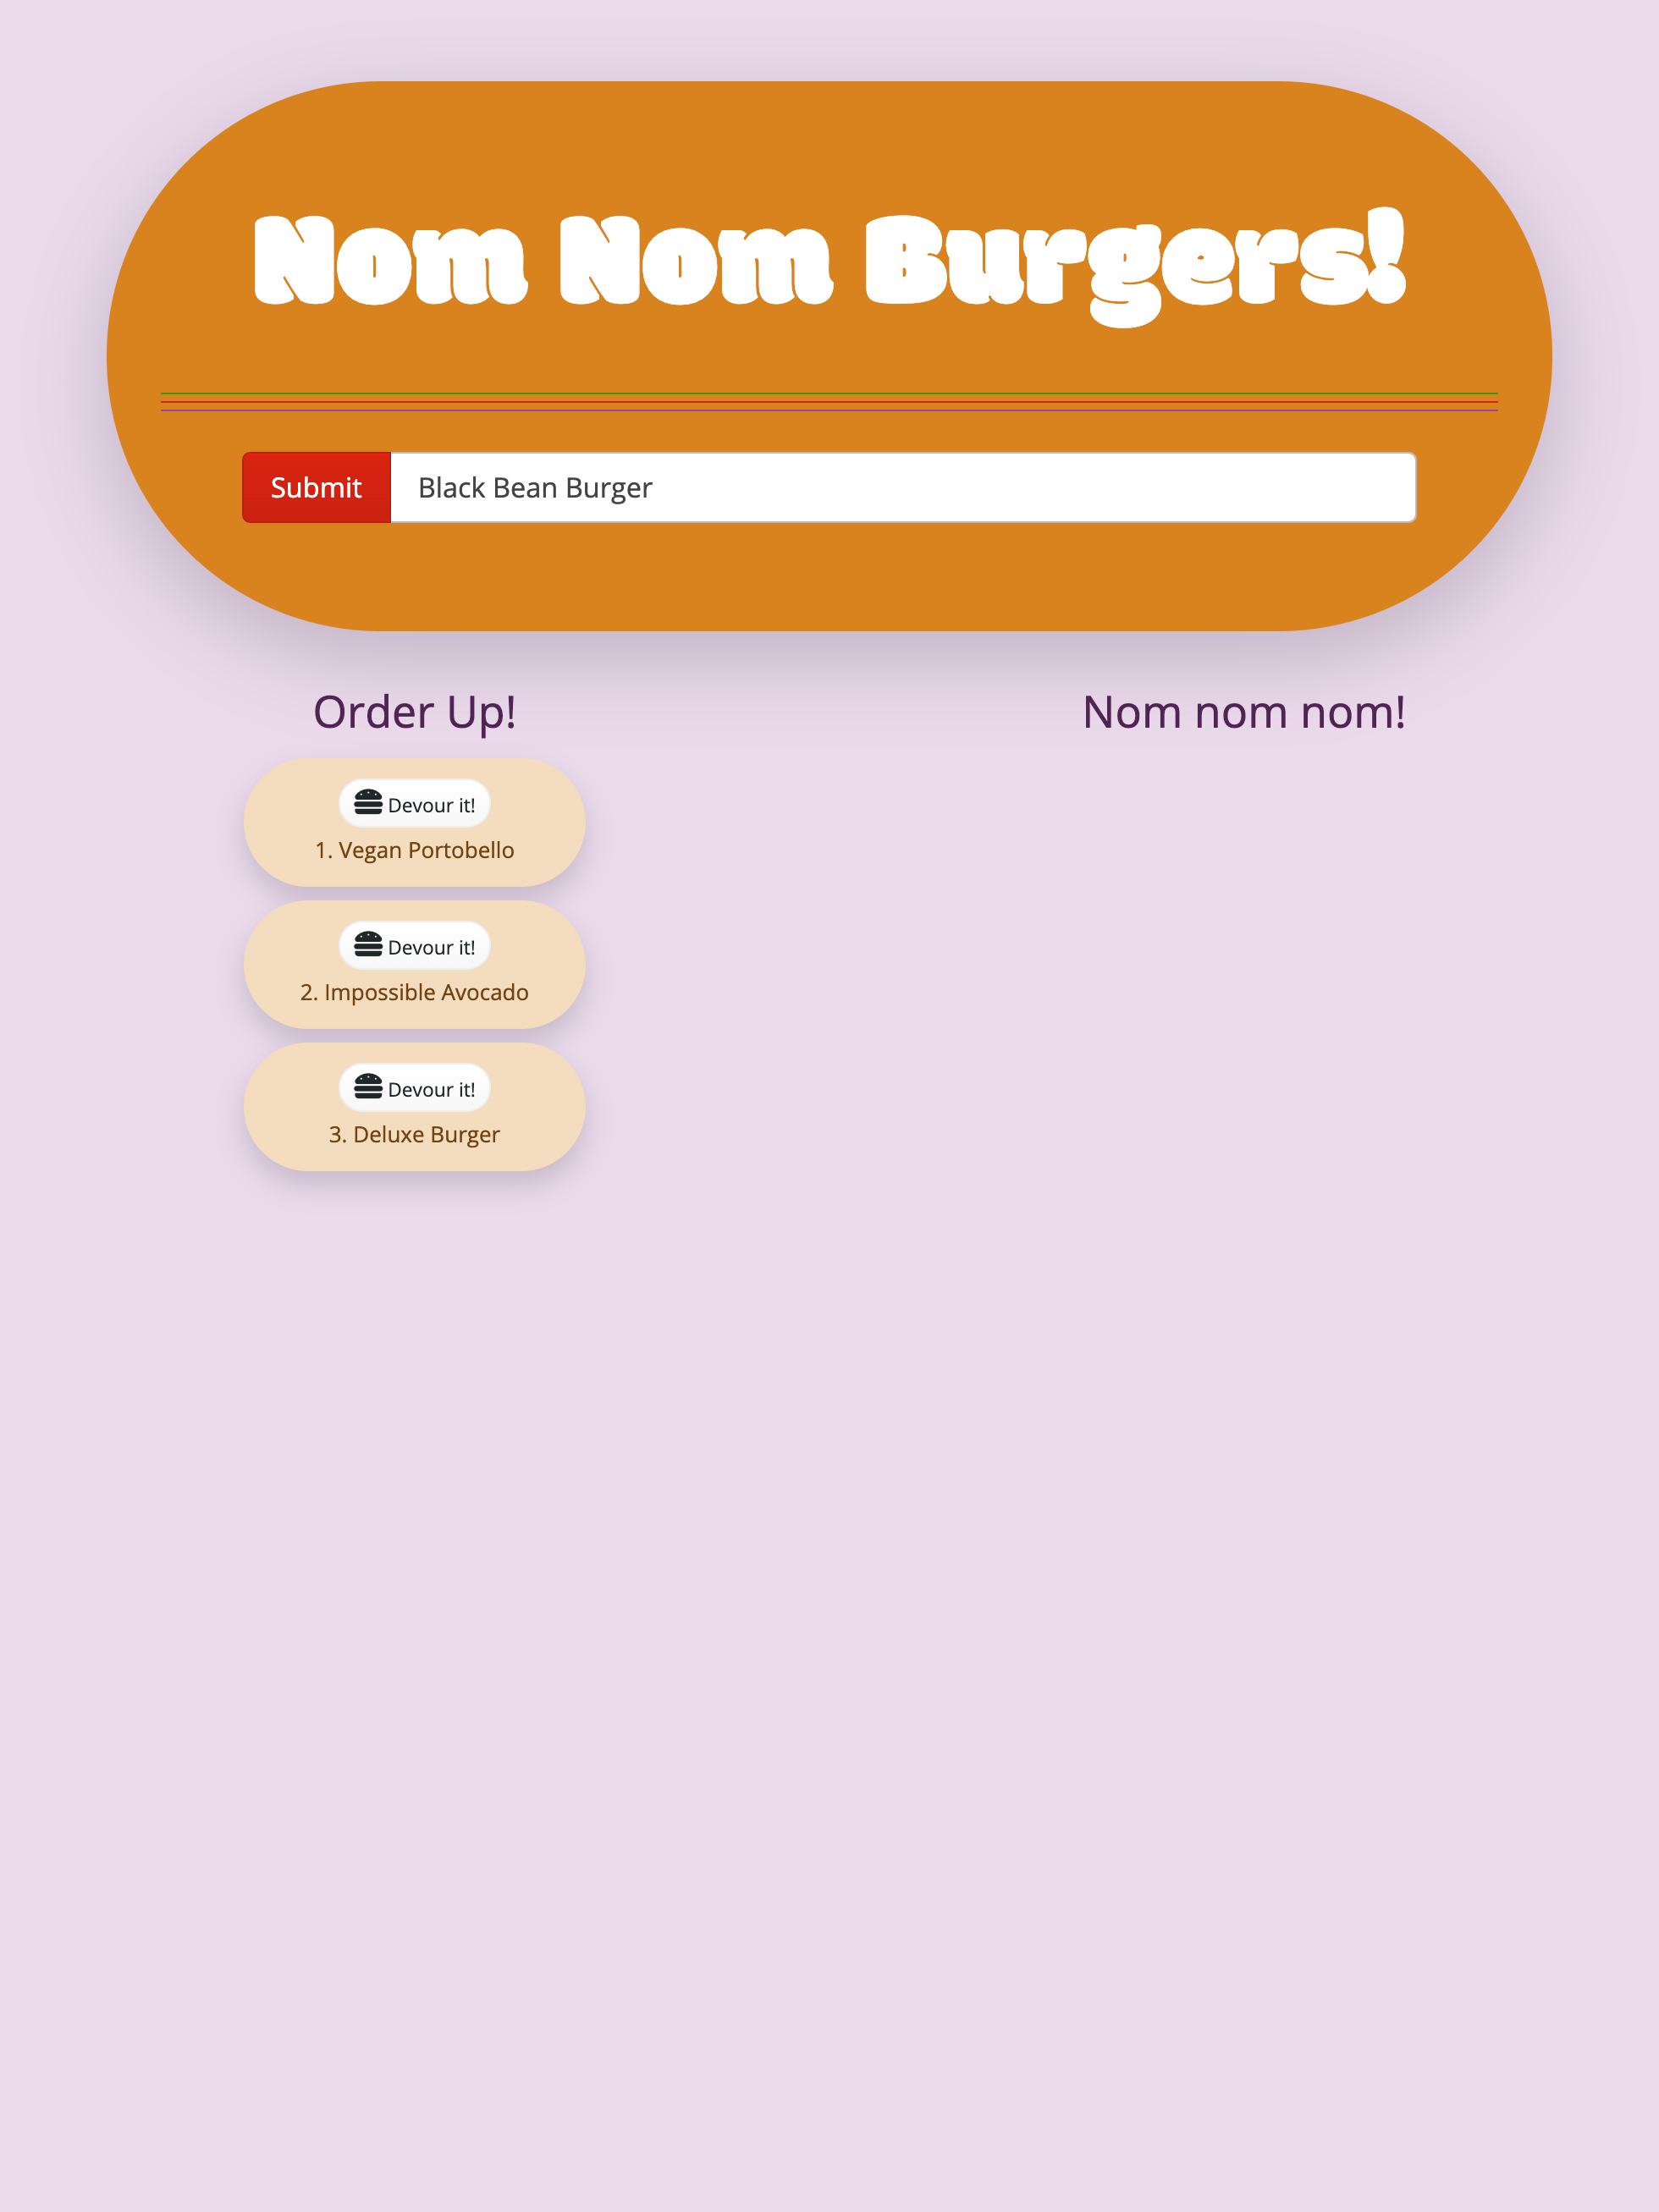 Nom Nom Burgers!
Submit
Black Bean Burger
Order Up!
Devour it!
1. Vegan Portobello
Devour it!
2. Impossible Avocado
Devour it!
3. Deluxe Burger
Nom nom nom!